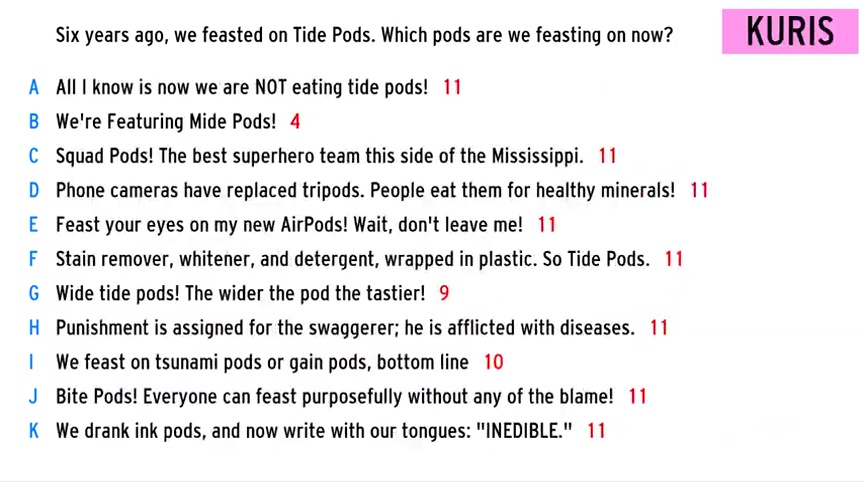 Six years ago, we feasted on Tide Pods. Which pods are we feasting on now?
KURIS
A All I know is now we are NOT eating tide pods! 11
B We're Featuring Mide Pods! 4
C Squad Pods! The best superhero team this side of the Mississippi. 11
D Phone cameras have replaced tripods. People eat them for healthy minerals! 11
E Feast your eyes on my new AirPods! Wait, don't leave me! 11
F Stain remover, whitener, and detergent, wrapped in plastic. So Tide Pods. 11
G Wide tide pods! The wider the pod the tastier! 9
H Punishment is assigned for the swaggerer; he is afflicted with diseases. 11
I We feast on tsunami pods or gain pods, bottom line 10
J Bite Pods! Everyone can feast purposefully without any of the blame! 11
K We drank ink pods, and now write with our tongues: "INEDIBLE." 11